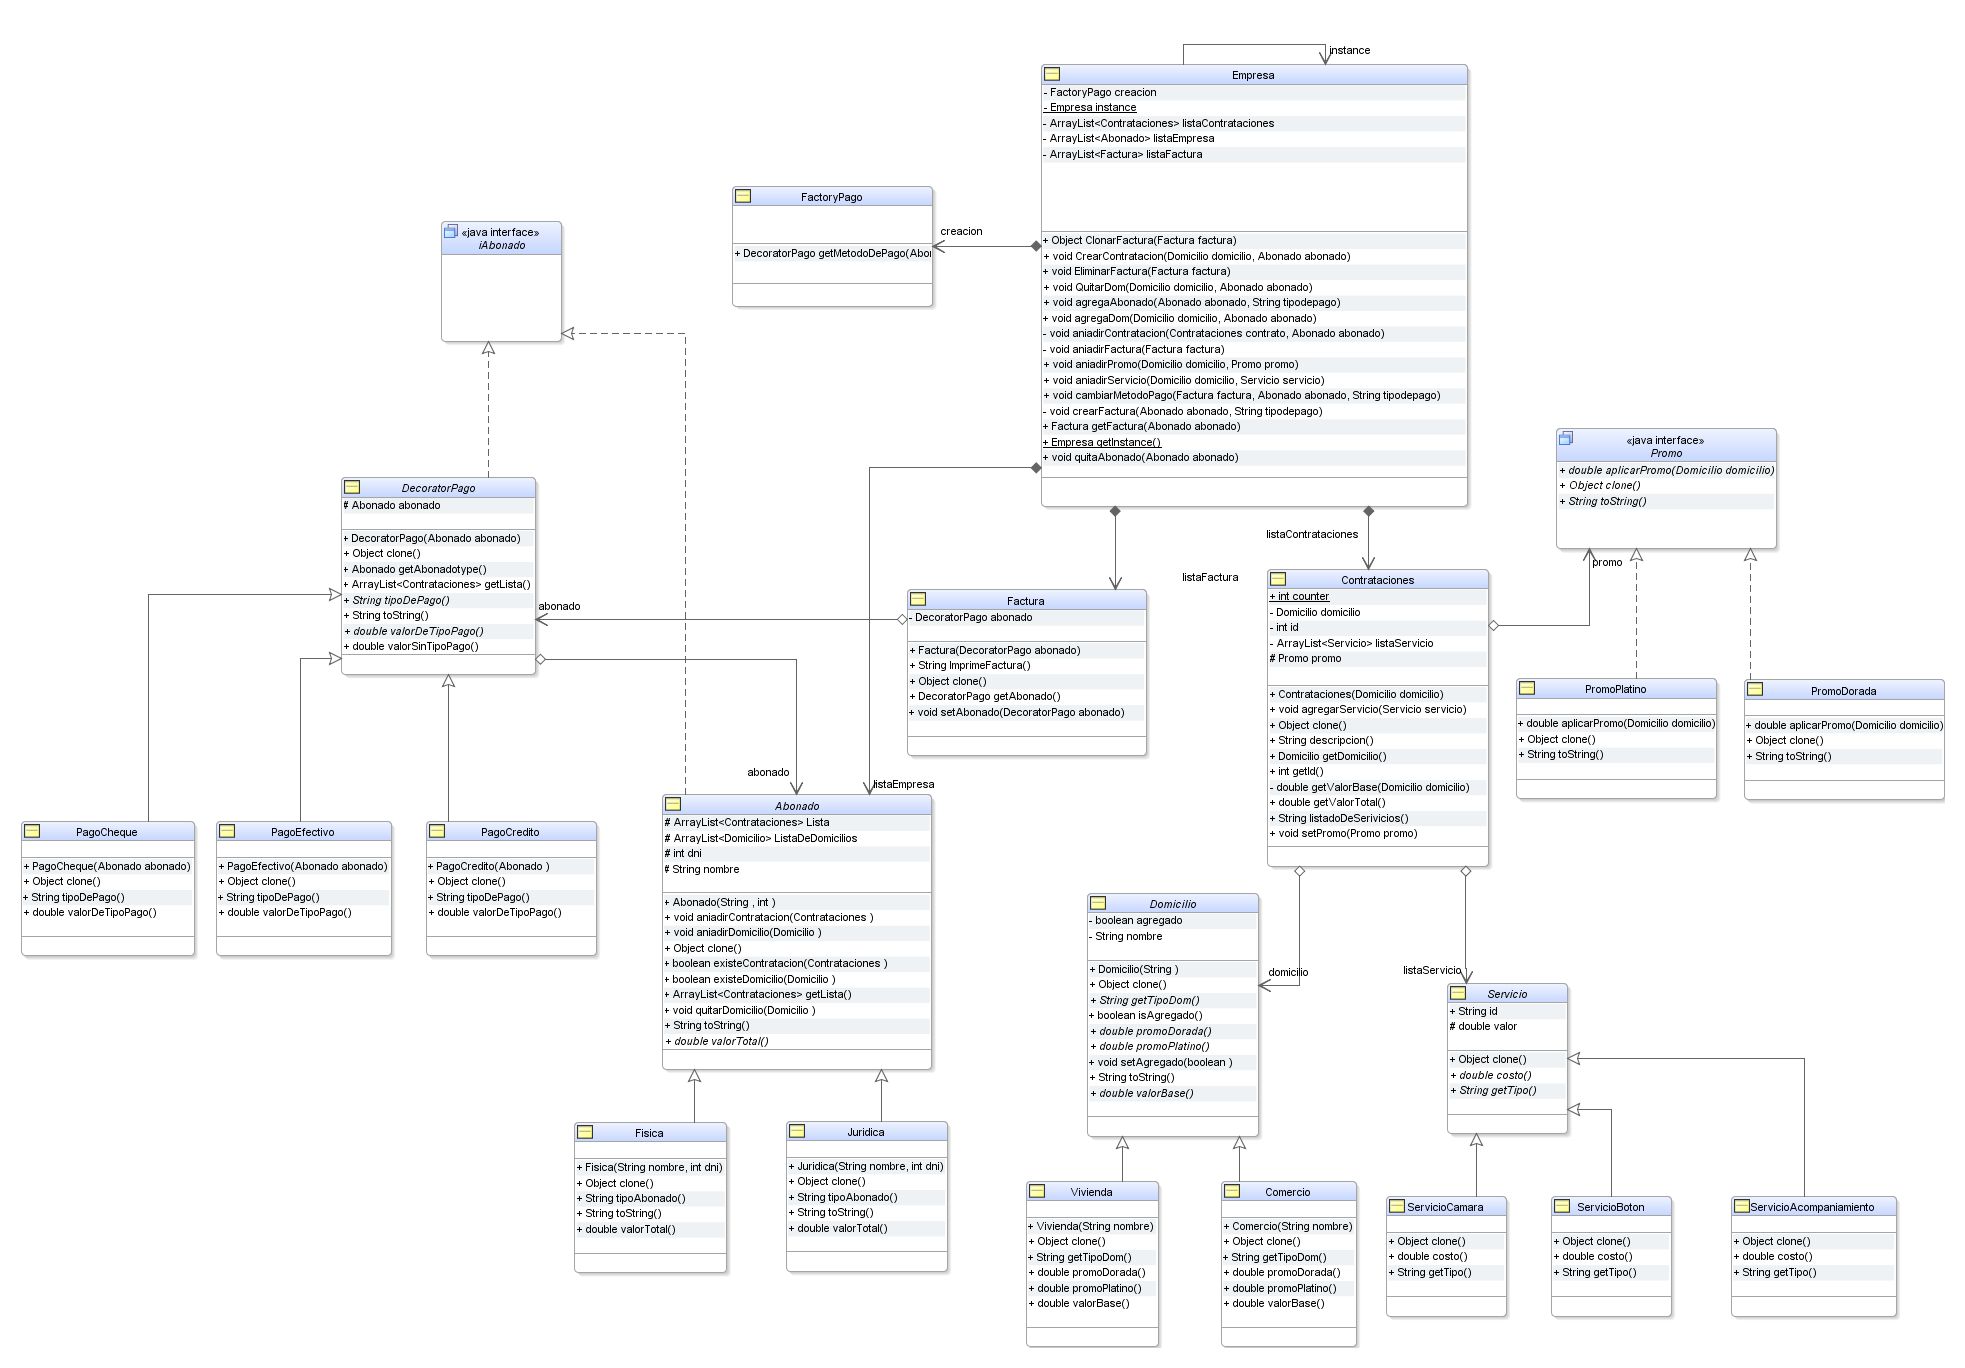 instance
Empresa
- FactoryPago creacion
- Empresa instance
- ArrayList<Contrataciones> listaContrataciones
- ArrayList<Abonado> listaEmpresa
- ArrayList<Factura> listaFactura
+ Object ClonarFactura(Factura factura)
+ void CrearContratacion(Domicilio domicilio, Abonado abonado)
+ void EliminarFactura(Factura factura)
+ void QuitarDom(Domicilio domicilio, Abonado abonado)
+ void agregaAbonado(Abonado abonado, String tipodepago)
+ void agregaDom(Domicilio domicilio, Abonado abonado)
- void aniadirContratacion(Contrataciones contrato, Abonado abonado)
- void aniadirFactura(Factura factura)
+ void aniadirPromo(Domicilio domicilio, Promo promo)
+ void aniadirServicio(Domicilio domicilio, Servicio servicio)
+ void cambiarMetodoPago(Factura factura, Abonado abonado, String tipodepago)
- void crearFactura(Abonado abonado, String tipodepago)
+ Factura getFactura(Abonado abonado)
+ Empresa getInstance()
+ void quitaAbonado(Abonado abonado)
FactoryPago
+ DecoratorPago getMetodoDePago(Abo
creacion
«java interface»
iAbonado
«java interface»
Promo
+ double aplicarPromo(Domicilio domicilio)
+ Object clone()
+ String toString()
DecoratorPago
# Abonado abonado
+ DecoratorPago(Abonado abonado)
+ Object clone()
+ Abonado getAbonadotype()
+ ArrayList<Contrataciones> getLista()
+ String tipoDePago()
+ String toString()
+ double valorDeTipoPago()
+ double valorSinTipoPago()
abonado
listaContrataciones
listaFactura
promo
Factura
- DecoratorPago abonado
+ Factura(DecoratorPago abonado)
+ String ImprimeFactura()
+ Object clone()
+ DecoratorPago getAbonado()
+ void setAbonado(DecoratorPago abonado)
Contrataciones
+ int counter
- Domicilio domicilio
- int id
- ArrayList<Servicio> listaServicio
# Promo promo
+ Contrataciones(Domicilio domicilio)
+ void agregarServicio(Servicio servicio)
+ Object clone()
+ String descripcion()
+ Domicilio getDomicilio()
+ int getId()
- double getValorBase(Domicilio domicilio)
+ double getValorTotal()
+ String listadoDeSerivicios()
+ void setPromo(Promo promo)
PromoPlatino
+ double aplicarPromo(Domicilio domicilio)
+ Object clone()
+ String toString()
PromoDorada
+ double aplicarPromo(Domicilio domicilio)
+ Object clone()
+ String toString()
abonado
listaEmpresa
PagoCheque
+ PagoCheque(Abonado abonado)
+ Object clone()
+ String tipoDePago()
+ double valorDeTipoPago()
PagoEfectivo
+ PagoEfectivo(Abonado abonado)
+ Object clone()
+ String tipoDePago()
+ double valorDeTipoPago()
PagoCredito
+ PagoCredito(Abonado )
+ Object clone()
+ String tipoDePago()
+ double valorDeTipoPago()
Abonado
# ArrayList<Contrataciones> Lista
# ArrayList<Domicilio> ListaDeDomicilios
# int dni
# String nombre
+ Abonado(String , int )
+ void aniadirContratacion(Contrataciones )
+ void aniadirDomicilio(Domicilio )
+ Object clone()
+ boolean existeContratacion(Contrataciones )
+ boolean existeDomicilio(Domicilio )
+ ArrayList<Contrataciones> getLista()
+ void quitarDomicilio(Domicilio )
+ String toString()
+ double valorTotal()
Domicilio
- boolean agregado
- String nombre
+ Domicilio(String )
+ Object clone()
+ String getTipoDom()
+ boolean isAgregado()
+ double promoDorada()
+ double promoPlatino()
+ void setAgregado(boolean )
+ String toString()
+ double valorBase()
domicilio
listaServicio
Servicio
+ String id
# double valor
+ Object clone()
+ double costo()
+ String getTipo()
Fisica
+ Fisica(String nombre, int dni)
+ Object clone()
+ String tipoAbonado()
+ String toString()
+ double valorTotal()
Juridica
+ Juridica(String nombre, int dni)
+ Object clone()
+ String tipoAbonado()
+ String toString()
+ double valorTotal()
Vivienda
+ Vivienda(String nombre)
+ Object clone()
+ String getTipoDom()
+ double promoDorada()
+ double promoPlatino()
+ double valorBase()
Comercio
+ Comercio(String nombre)
+ Object clone()
+ String getTipoDom()
+ double promoDorada()
+ double promoPlatino()
+ double valorBase()
ServicioCamara
+ Object clone()
+ double costo()
+ String getTipo()
ServicioBoton
+ Object clone()
+ double costo()
+ String getTipo()
ServicioAcompaniamiento
+ Object clone()
+ double costo()
+ String getTipo()